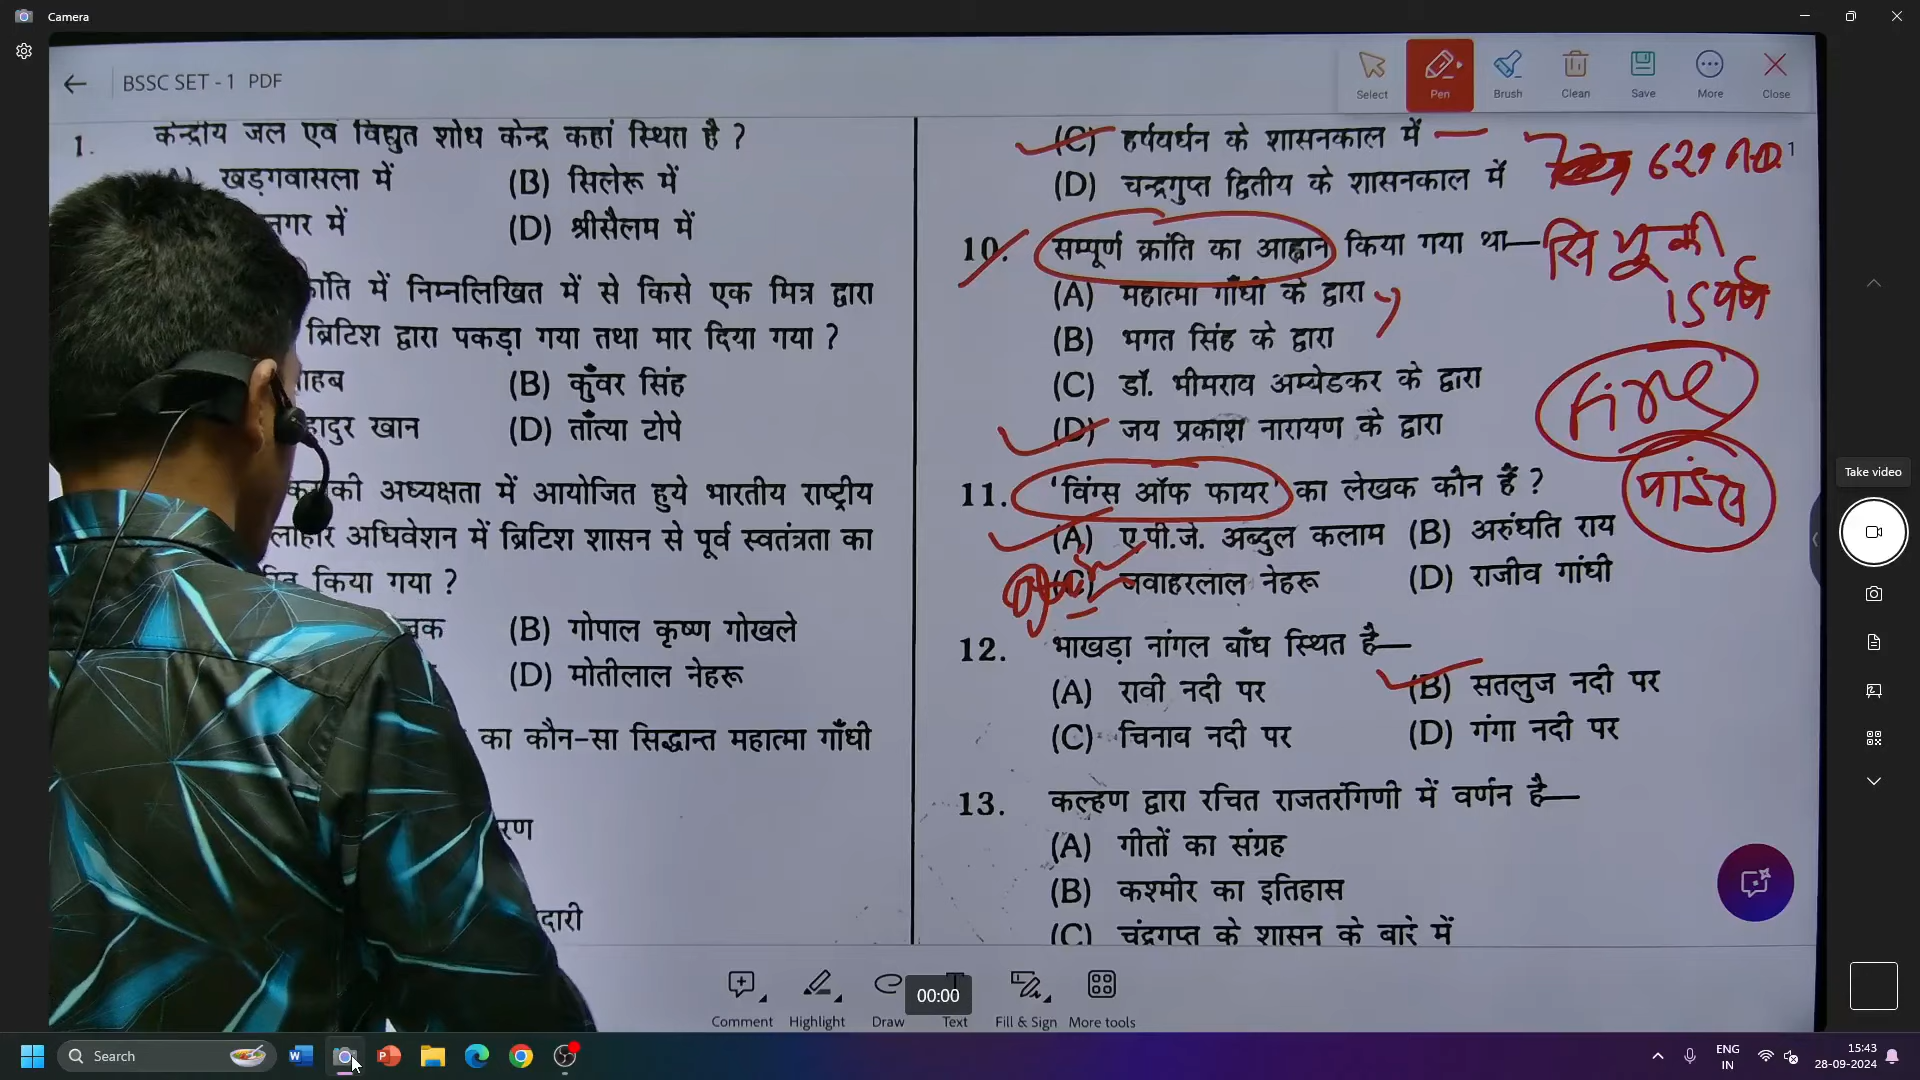 Camera
BSSC SET - 1 PDF
Select
Pen
Brush
Clean
Save
More
Close
1. केन्द्रीय जल एवं विद्युत शोध केन्द्र कहां स्थित है ?
खड़गवासला में (B) सिलेरू में
नगर में (D) श्रीसैलम में
क्रांति में निम्नलिखित में से किसे एक मित्र द्वारा
ब्रिटिश द्वारा पकड़ा गया तथा मार दिया गया ?
(B) कुँवर सिंह
हादुर खान (D) ताँत्या टोपे
अध्यक्षता में आयोजित हुये भारतीय राष्ट्रीय
लाहौर अधिवेशन में ब्रिटिश शासन से पूर्व स्वतंत्रता का
किया गया ?
(B) गोपाल कृष्ण गोखले
(D) मोतीलाल नेहरू
का कौन-सा सिद्धान्त महात्मा गाँधी
रण
दारी
(C) हर्षवर्धन के शासनकाल में
629 A.D.
1
(D) चन्द्रगुप्त द्वितीय के शासनकाल में
10. सम्पूर्ण क्रांति का आह्वान किया गया था—
(A) महात्मा गाँधी के द्वारा
(B) भगत सिंह के द्वारा
(C) डॉ. भीमराव अम्बेडकर के द्वारा
(D) जय प्रकाश नारायण के द्वारा
Fire
11. 'विंग्स ऑफ फायर' का लेखक कौन हैं ?
(A) ए.पी.जे. अब्दुल कलाम (B) अरुंधति राय
(C) जवाहरलाल नेहरू (D) राजीव गांधी
12. भाखड़ा नांगल बाँध स्थित है—
(A) रावी नदी पर (B) सतलुज नदी पर
(C) चिनाब नदी पर (D) गंगा नदी पर
13. कल्हण द्वारा रचित राजतरंगिणी में वर्णन है—
(A) गीतों का संग्रह
(B) कश्मीर का इतिहास
(C) चंद्रगुप्त के शासन के बारे में
Take video
00:00
Comment
Highlight
Draw
Text
Fill & Sign
More tools
Search
ENG
IN
15:43
28-09-2024